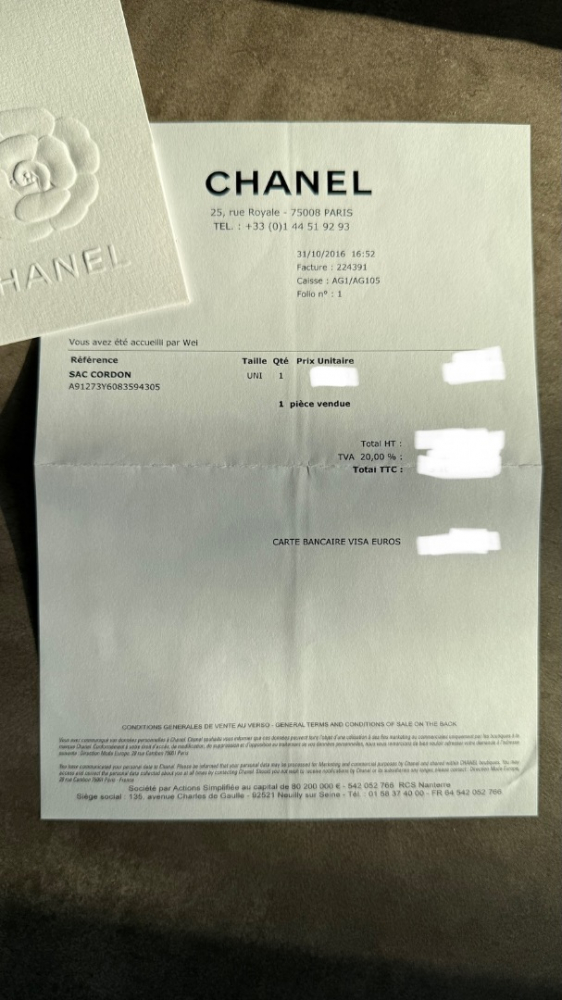 HANEL
CHANEL
25, rue Royale - 75008 PARIS
TEL. : +33 (0)1 44 51 92 93
31/10/2016 16:52
Facture : 224391
Caisse : AG1/AG105
Folio n° : 1
Vous avez été accueilli par Wei
Référence Taille Qté Prix Unitaire
SAC CORDON UNI 1
A91273Y6083594305
1 pièce vendue
Total HT :
TVA 20,00 % :
Total TTC :
CARTE BANCAIRE VISA EUROS
CONDITIONS GENERALES DE VENTE AU VERSO - GENERAL TERMS AND CONDITIONS OF SALE ON THE BACK.
Société par Actions Simplifiée au capital de 80 200 000 € - 542 052 766 RCS Nanterre
Siège social : 135, avenue Charles de Gaulle - 92521 Neuilly sur Seine - Tél : 01 58 37 40 00 - FR 64 542 052 766